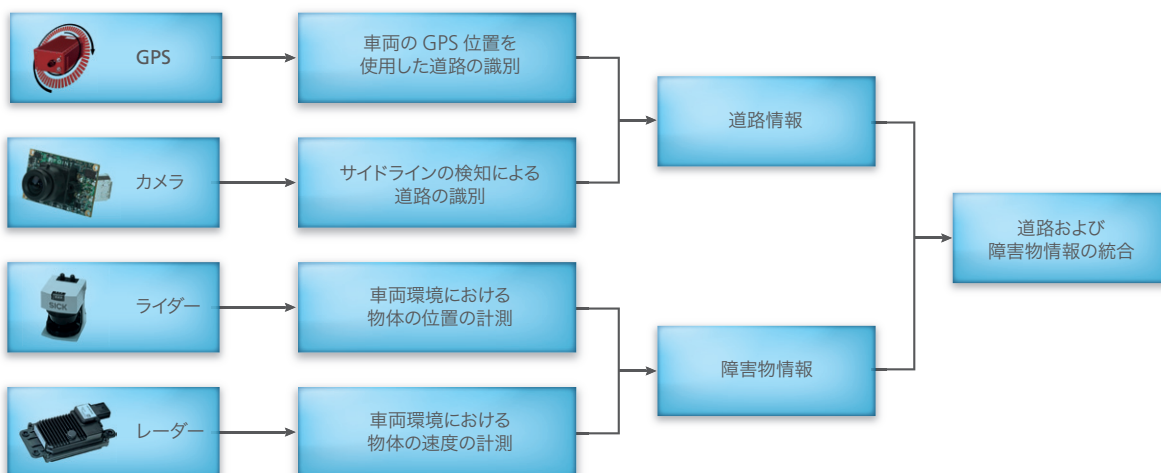 GPS
車両の GPS 位置を
使用した道路の識別
道路情報
カメラ
サイドラインの検知による
道路の識別
道路および
障害物情報の統合
SICK
ライダー
車両環境における
物体の位置の計測
障害物情報
レーダー
車両環境における
物体の速度の計測